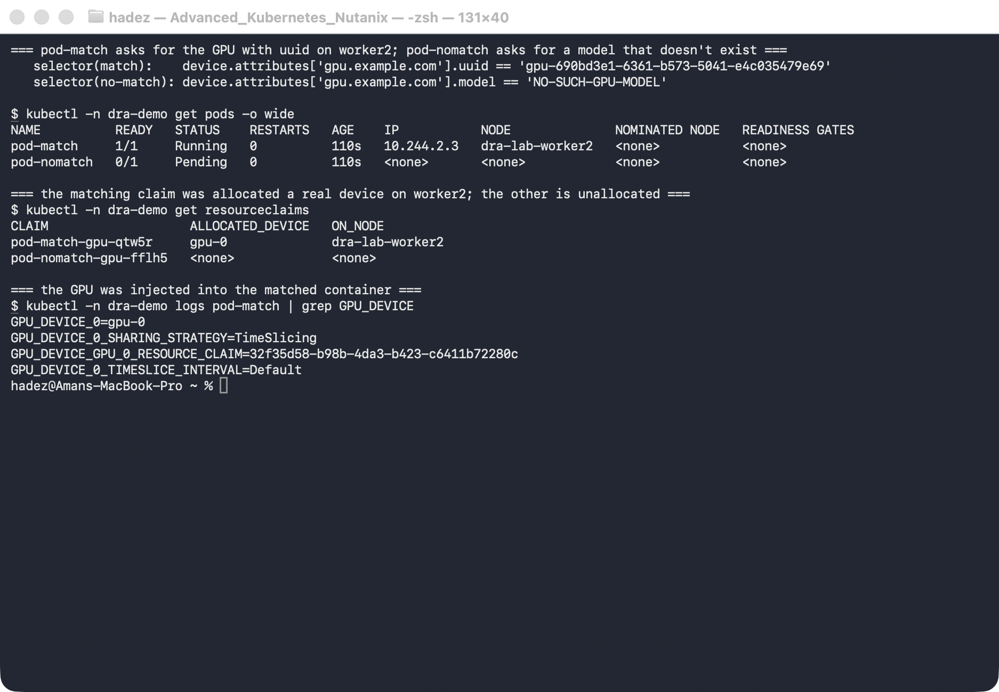 hadez — Advanced_Kubernetes_Nutanix — -zsh — 131×40
=== pod-match asks for the GPU with uuid on worker2; pod-nomatch asks for a model that doesn't exist ===
   selector(match):    device.attributes['gpu.example.com'].uuid == 'gpu-690bd3e1-6361-b573-5041-e4c035479e69'
   selector(no-match): device.attributes['gpu.example.com'].model == 'NO-SUCH-GPU-MODEL'

$ kubectl -n dra-demo get pods -o wide
NAME          READY   STATUS    RESTARTS   AGE    IP           NODE              NOMINATED NODE   READINESS GATES
pod-match     1/1     Running   0          110s   10.244.2.3   dra-lab-worker2   <none>           <none>
pod-nomatch   0/1     Pending   0          110s   <none>       <none>            <none>           <none>

=== the matching claim was allocated a real device on worker2; the other is unallocated ===
$ kubectl -n dra-demo get resourceclaims
CLAIM                   ALLOCATED_DEVICE   ON_NODE
pod-match-gpu-qtw5r     gpu-0              dra-lab-worker2
pod-nomatch-gpu-fflh5   <none>             <none>

=== the GPU was injected into the matched container ===
$ kubectl -n dra-demo logs pod-match | grep GPU_DEVICE
GPU_DEVICE_0=gpu-0
GPU_DEVICE_0_SHARING_STRATEGY=TimeSlicing
GPU_DEVICE_GPU_0_RESOURCE_CLAIM=32f35d58-b98b-4da3-b423-c6411b72280c
GPU_DEVICE_0_TIMESLICE_INTERVAL=Default
hadez@Amans-MacBook-Pro ~ %